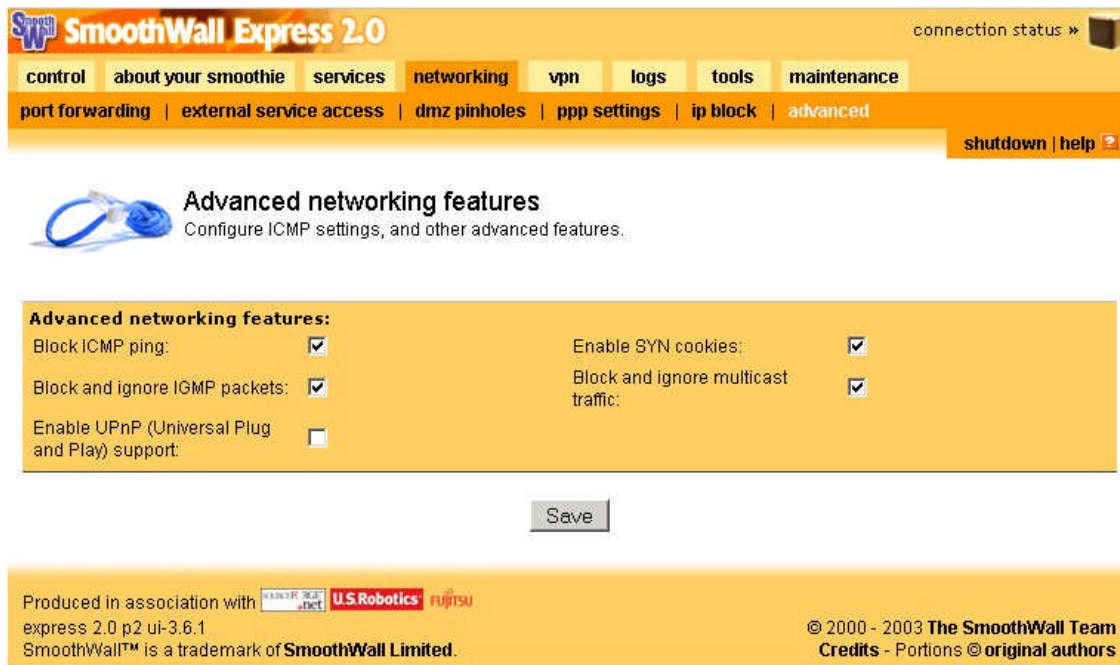 Smooth Wall SmoothWall Express 2.0
connection status »
control about your smoothie services networking vpn logs tools maintenance
port forwarding | external service access | dmz pinholes | ppp settings | ip block | advanced
shutdown | help ?
Advanced networking features
Configure ICMP settings, and other advanced features.
Advanced networking features:
Block ICMP ping:
Enable SYN cookies:
Block and ignore IGMP packets:
Block and ignore multicast
traffic:
Enable UPnP (Universal Plug
and Play) support:
Save
Produced in association with SOURCEFORGE .net U.S.Robotics FUJITSU
express 2.0 p2 ui-3.6.1
SmoothWall™ is a trademark of SmoothWall Limited.
© 2000 - 2003 The SmoothWall Team
Credits - Portions © original authors